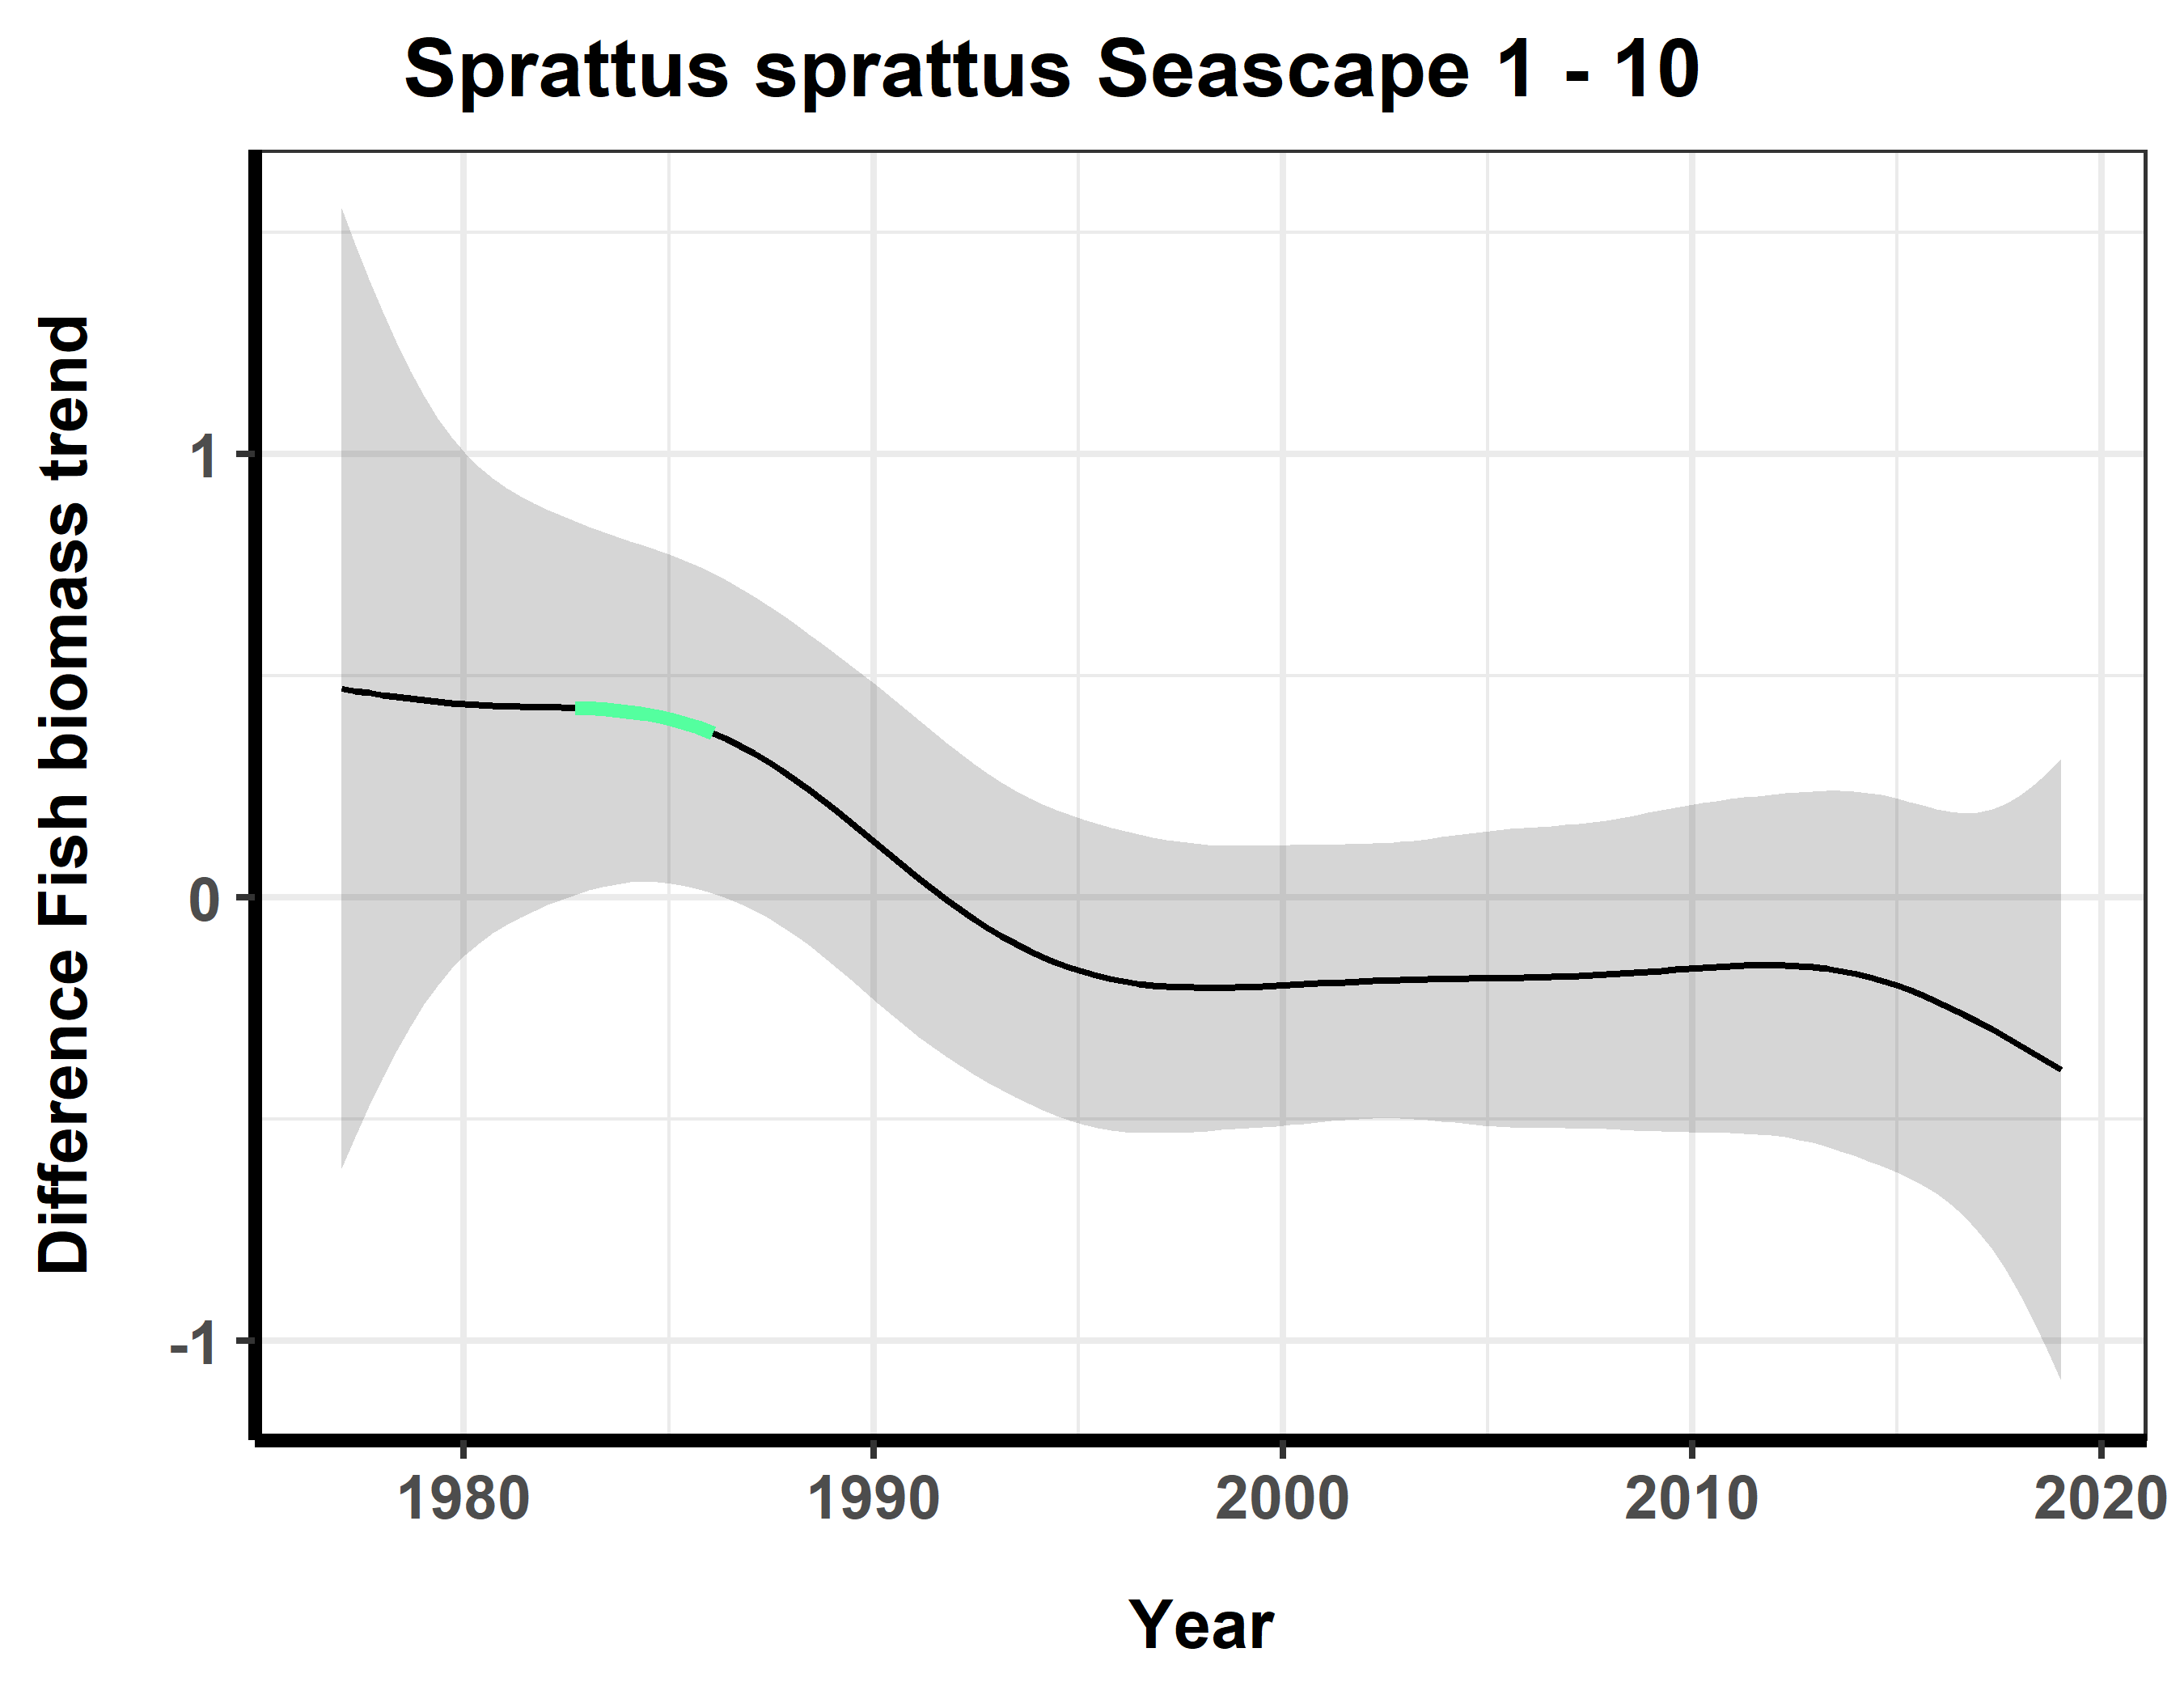 Sprattus sprattus Seascape 1 - 10
Difference Fish biomass trend
1
0
-1
1980
1990
2000
2010
2020
Year